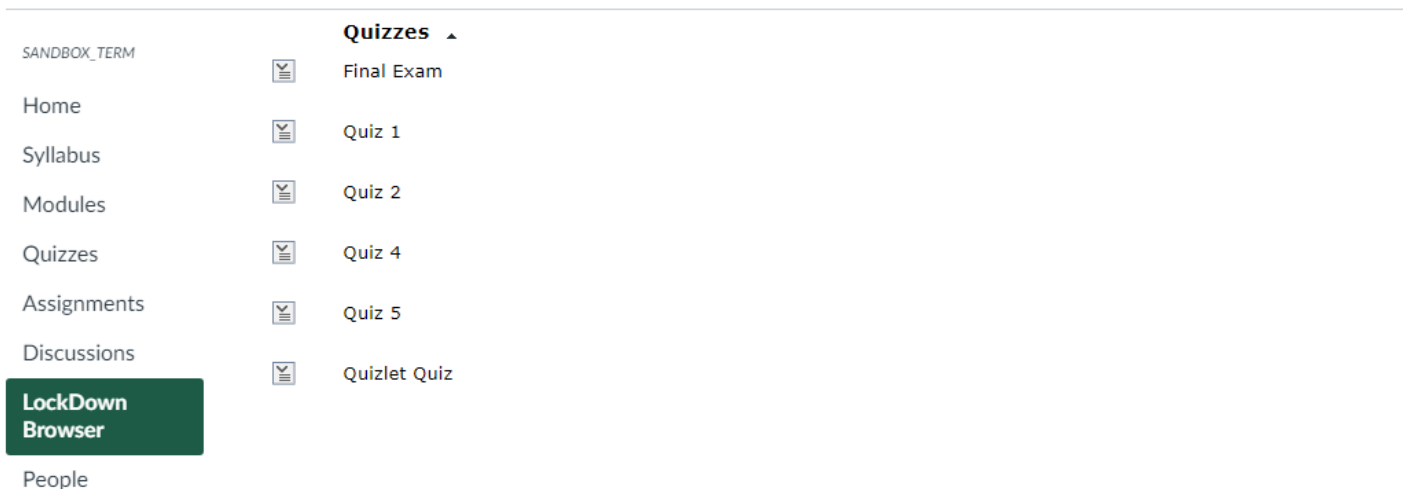 SANDBOX_TERM
Home
Syllabus
Modules
Quizzes
Assignments
Discussions
LockDown
Browser
People
Quizzes
Final Exam
Quiz 1
Quiz 2
Quiz 4
Quiz 5
Quizlet Quiz